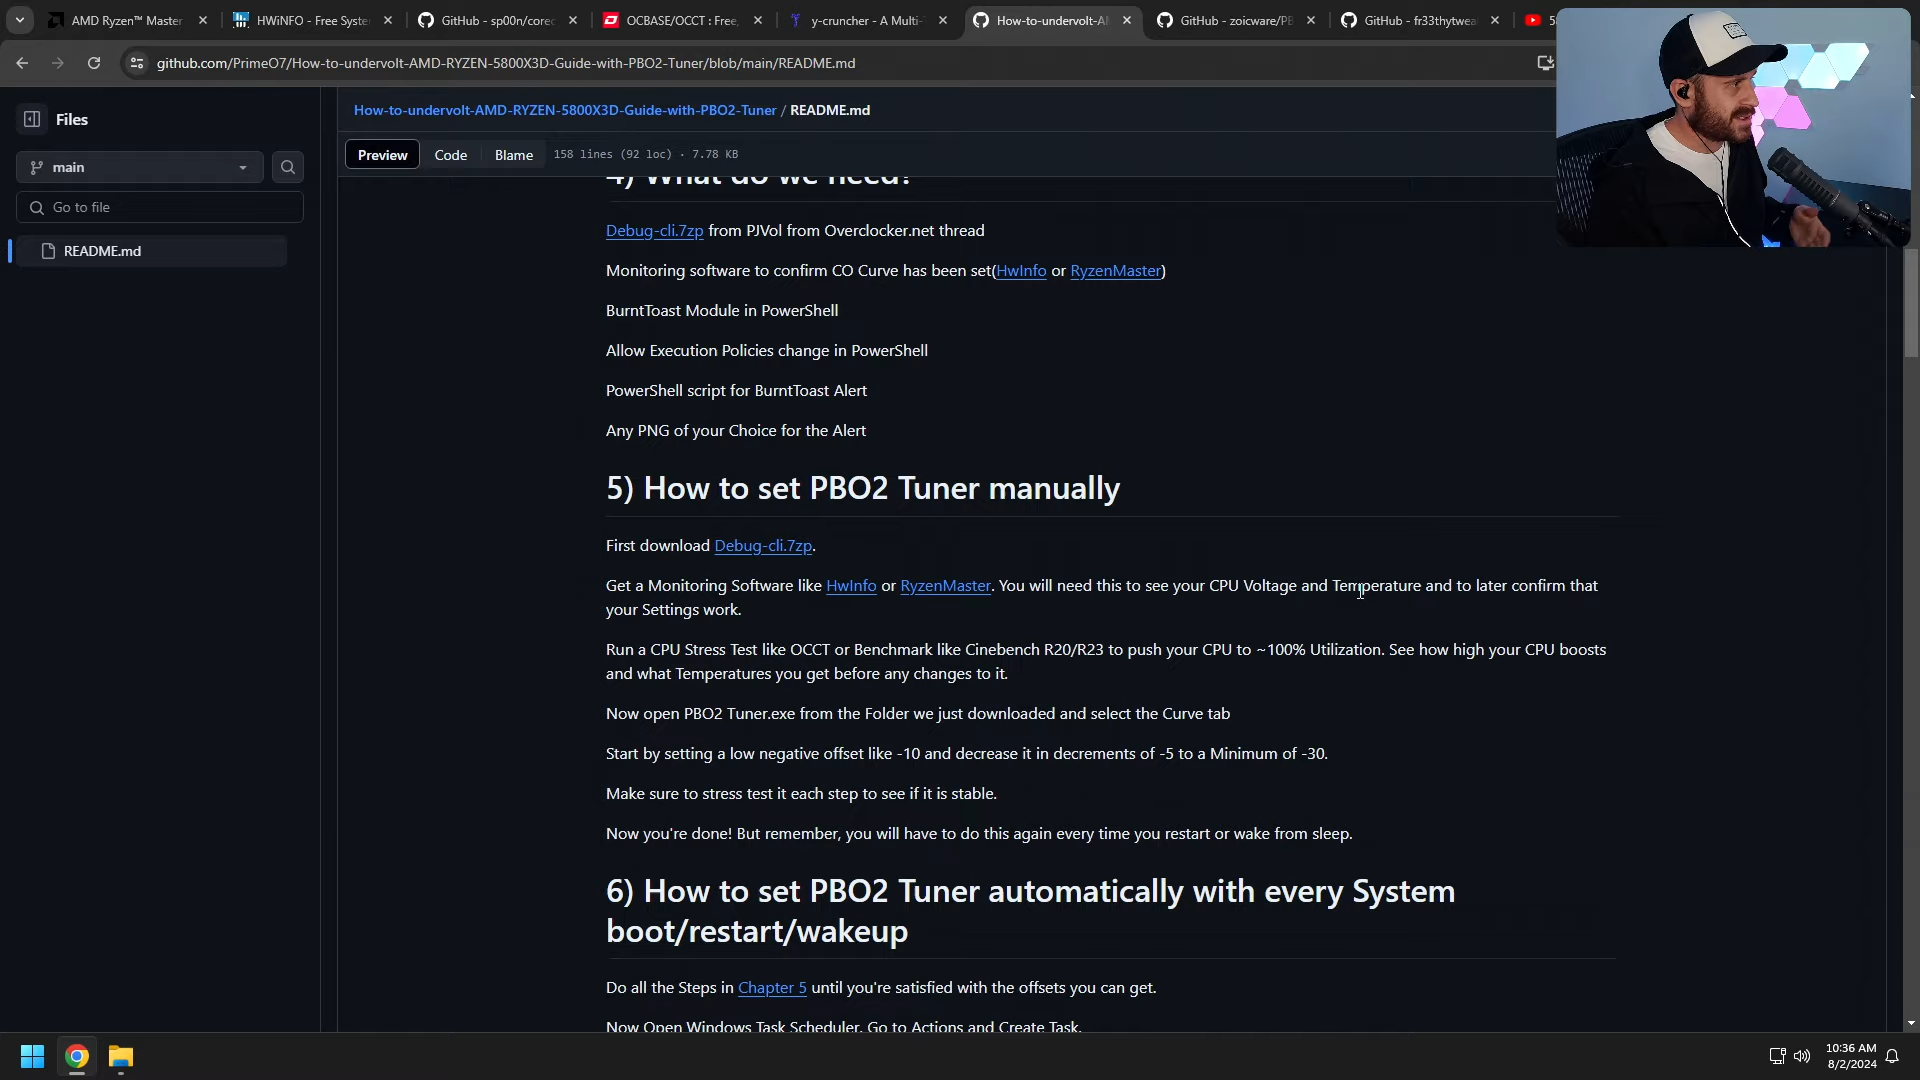 AMD Ryzen™ Master
HWiNFO - Free Syste
GitHub - sp00n/corec
OCBASE/OCCT : Free,
y-cruncher - A Multi-
How-to-undervolt-A
GitHub - zoicware/PB
GitHub - fr33thytwea
github.com/PrimeO7/How-to-undervolt-AMD-RYZEN-5800X3D-Guide-with-PBO2-Tuner/blob/main/README.md
Files
How-to-undervolt-AMD-RYZEN-5800X3D-Guide-with-PBO2-Tuner / README.md
main
Preview Code Blame 158 lines (92 loc) · 7.78 KB
Go to file
README.md
4) What do we need?
Debug-cli.7zp from PJVol from Overclocker.net thread
Monitoring software to confirm CO Curve has been set(HwInfo or RyzenMaster)
BurntToast Module in PowerShell
Allow Execution Policies change in PowerShell
PowerShell script for BurntToast Alert
Any PNG of your Choice for the Alert
5) How to set PBO2 Tuner manually
First download Debug-cli.7zp.
Get a Monitoring Software like HwInfo or RyzenMaster. You will need this to see your CPU Voltage and Temperature and to later confirm that
your Settings work.
Run a CPU Stress Test like OCCT or Benchmark like Cinebench R20/R23 to push your CPU to ~100% Utilization. See how high your CPU boosts
and what Temperatures you get before any changes to it.
Now open PBO2 Tuner.exe from the Folder we just downloaded and select the Curve tab
Start by setting a low negative offset like -10 and decrease it in decrements of -5 to a Minimum of -30.
Make sure to stress test it each step to see if it is stable.
Now you're done! But remember, you will have to do this again every time you restart or wake from sleep.
6) How to set PBO2 Tuner automatically with every System
boot/restart/wakeup
Do all the Steps in Chapter 5 until you're satisfied with the offsets you can get.
Now Open Windows Task Scheduler. Go to Actions and Create Task.
10:36 AM
8/2/2024